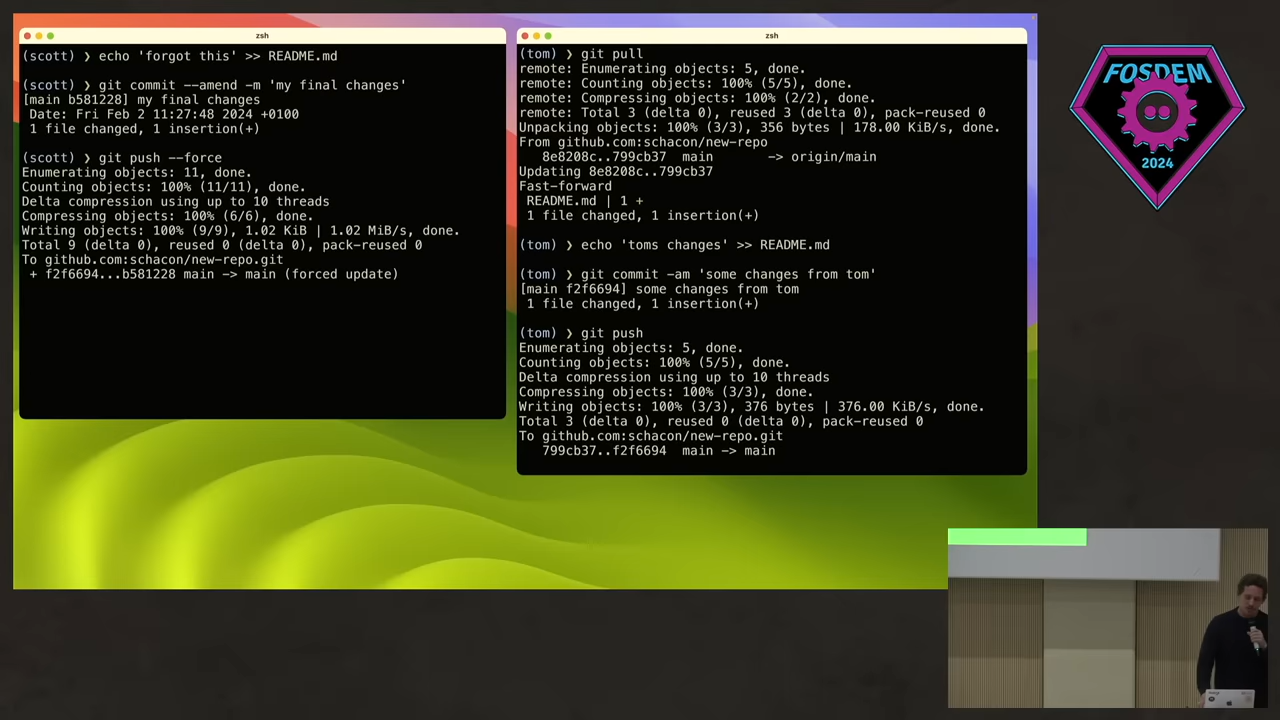 zsh
(scott) ❯ echo 'forgot this' >> README.md
(scott) ❯ git commit --amend -m 'my final changes'
[main b581228] my final changes
Date: Fri Feb 2 11:27:48 2024 +0100
1 file changed, 1 insertion(+)
(scott) ❯ git push --force
Enumerating objects: 11, done.
Counting objects: 100% (11/11), done.
Delta compression using up to 10 threads
Compressing objects: 100% (6/6), done.
Writing objects: 100% (9/9), 1.02 KiB | 1.02 MiB/s, done.
Total 9 (delta 0), reused 0 (delta 0), pack-reused 0
To github.com:schacon/new-repo.git
+ f2f6694...b581228 main -> main (forced update)
zsh
(tom) ❯ git pull
remote: Enumerating objects: 5, done.
remote: Counting objects: 100% (5/5), done.
remote: Compressing objects: 100% (2/2), done.
remote: Total 3 (delta 0), reused 3 (delta 0), pack-reused 0
Unpacking objects: 100% (3/3), 356 bytes | 178.00 KiB/s, done.
From github.com:schacon/new-repo
8e8208c..799cb37 main -> origin/main
Updating 8e8208c..799cb37
Fast-forward
README.md | 1 +
1 file changed, 1 insertion(+)
(tom) ❯ echo 'toms changes' >> README.md
(tom) ❯ git commit -am 'some changes from tom'
[main f2f6694] some changes from tom
1 file changed, 1 insertion(+)
(tom) ❯ git push
Enumerating objects: 5, done.
Counting objects: 100% (5/5), done.
Delta compression using up to 10 threads
Compressing objects: 100% (3/3), done.
Writing objects: 100% (3/3), 376 bytes | 376.00 KiB/s, done.
Total 3 (delta 0), reused 0 (delta 0), pack-reused 0
To github.com:schacon/new-repo.git
799cb37..f2f6694 main -> main
FOSDEM
2024